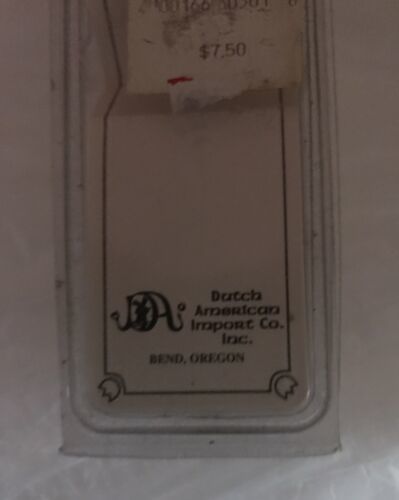 $7.50
Dutch
American
Import Co.
Inc.
BEND, OREGON